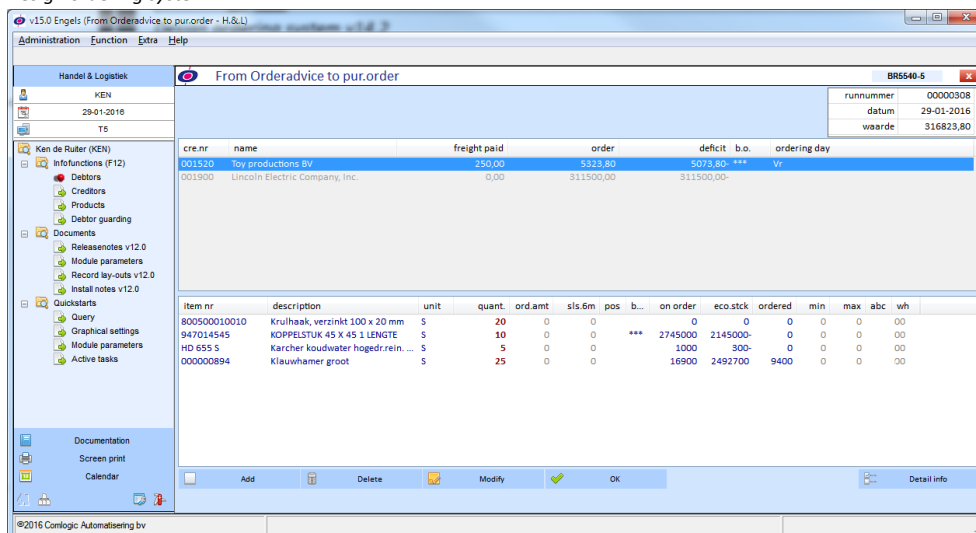 v15.0 Engels (From Orderadvice to pur.order - H.&.L)
Administration Function Extra Help
Handel & Logistiek
From Orderadvice to pur.order BR5540-5
KEN
29-01-2016
T5
runnummer 00000308
datum 29-01-2016
waarde 316823,80
Ken de Ruiter (KEN)
Infofunctions (F12)
Debtors
Creditors
Products
Debtor guarding
Documents
Releasenotes v12.0
Module parameters
Record lay-outs v12.0
Install notes v12.0
Quickstarts
Query
Graphical settings
Module parameters
Active tasks
Documentation
Screen print
Calendar
cre.nr name freight paid order deficit b.o. ordering day
001520 Toy productions BV 250,00 5323,80 5073,80- *** Vr
001900 Lincoln Electric Company, Inc. 0,00 311500,00 311500,00-
item nr description unit quant. ord.amt sls.6m pos b... on order eco.stck ordered min max abc wh
800500010010 Krulhaak, verzinkt 100 x 20 mm S 20 0 0 0 0 0 0 0 00
947014545 KOPPELSTUK 45 X 45 1 LENGTE S 10 0 0 *** 2745000 2145000- 0 0 0 00
HD 655 S Karcher koudwater hogedr.rein. ... S 5 0 0 1000 300- 0 0 0 00
000000894 Klauwhamer groot S 25 0 0 16900 2492700 9400 0 0 00
Add Delete Modify OK Detail info
©2016 Comlogic Automatisering bv